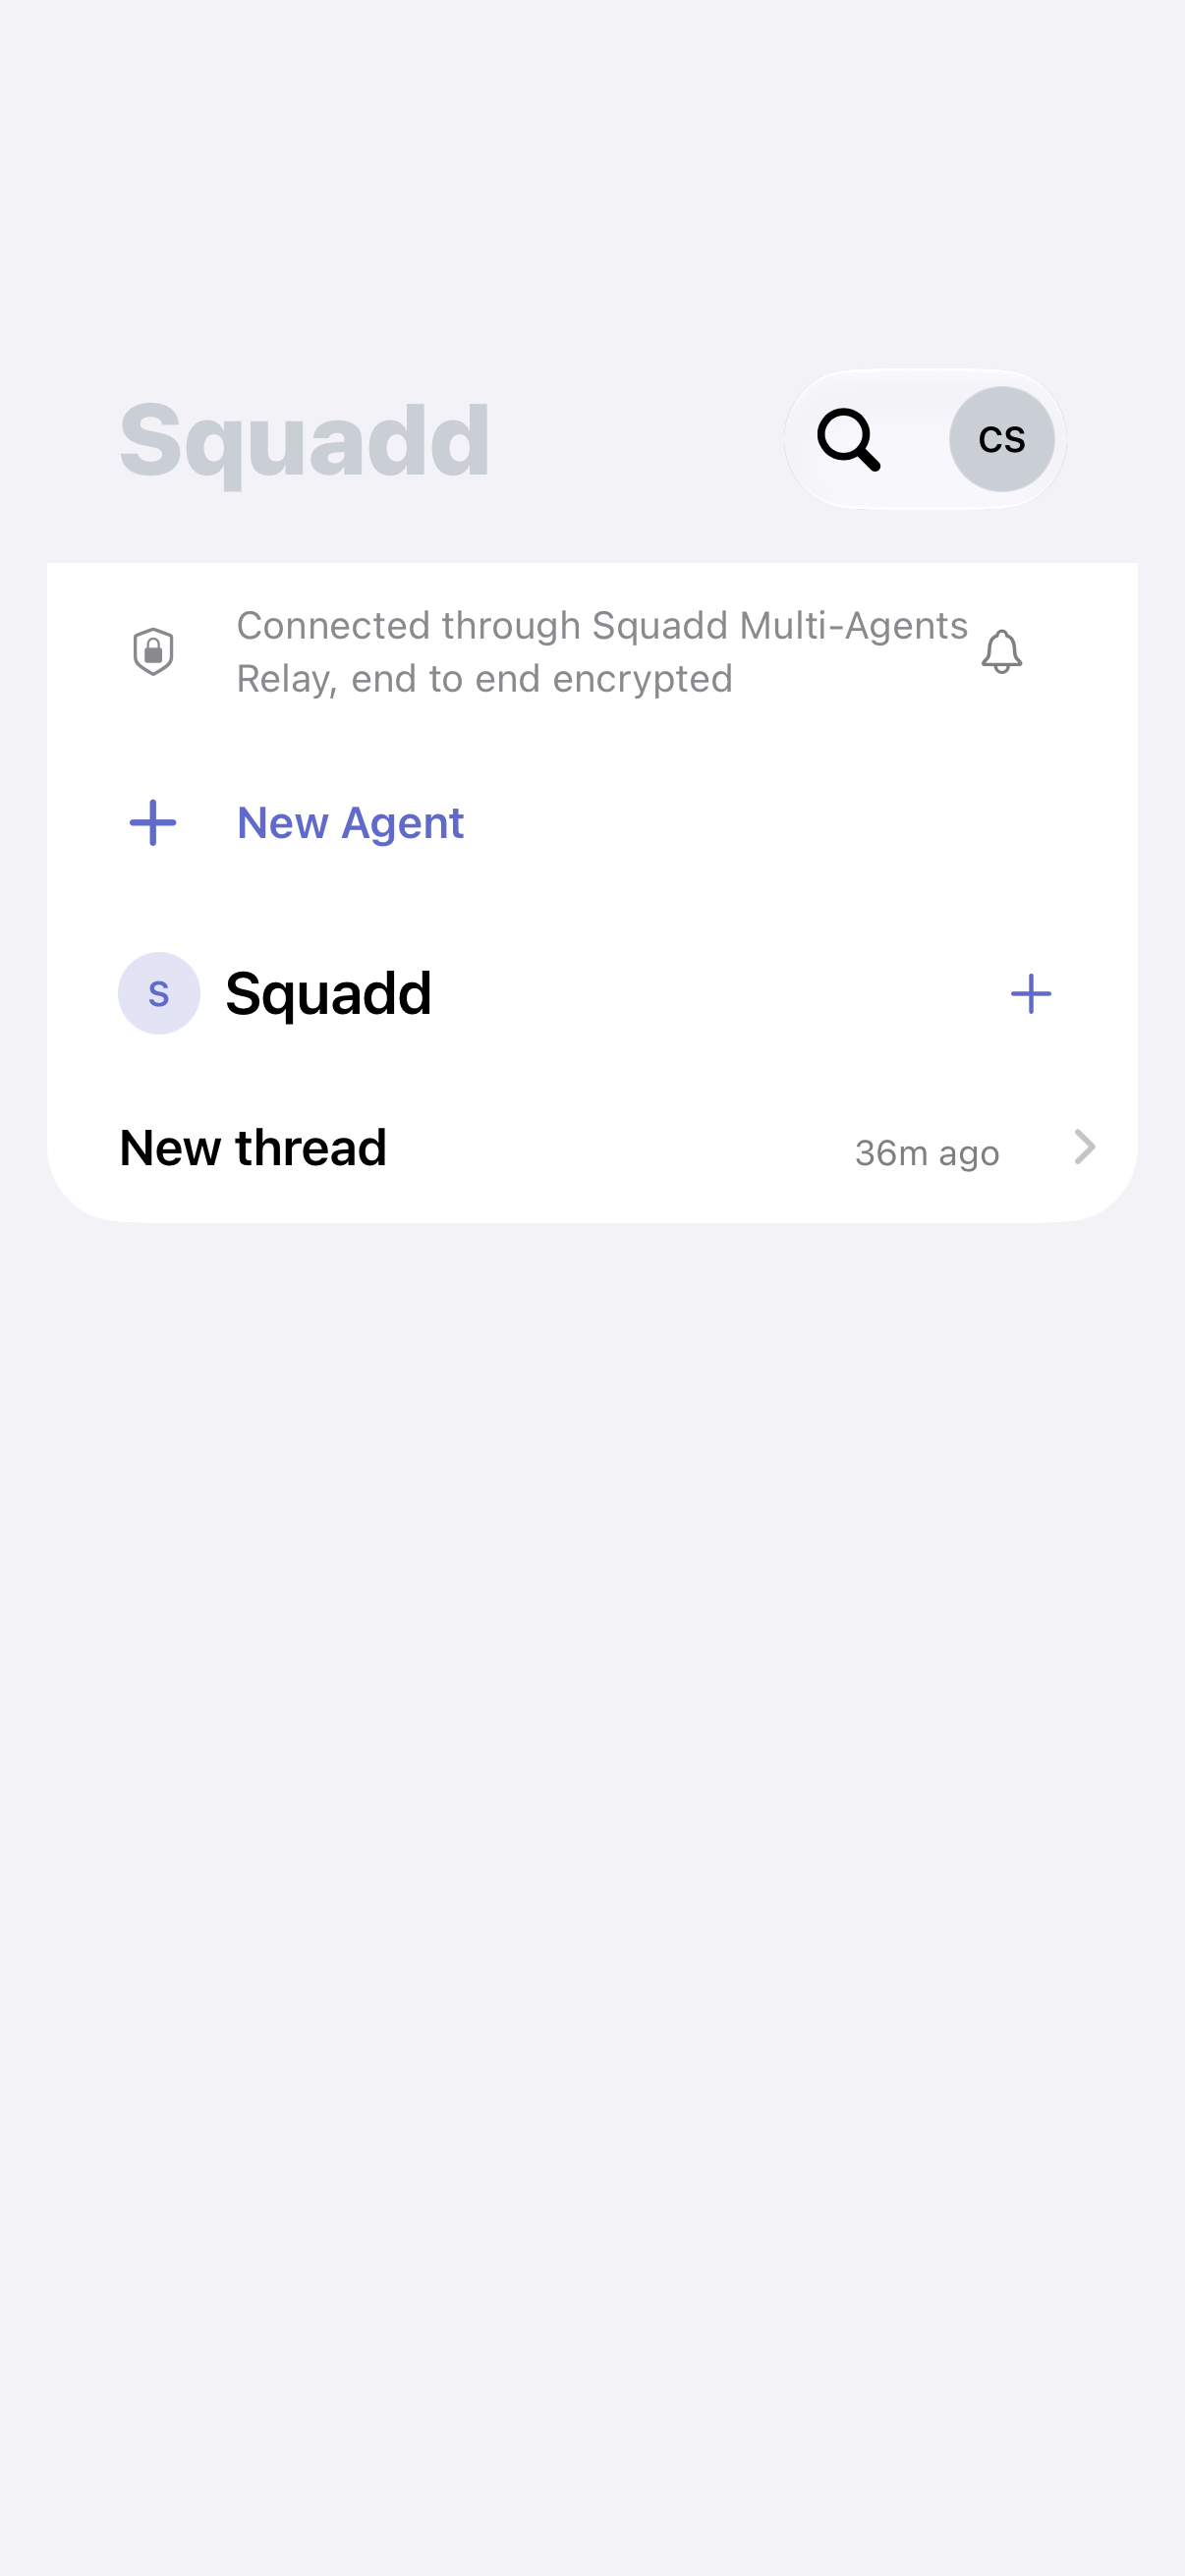 Squadd
CS
Connected through Squadd Multi-Agents
Relay, end to end encrypted
New Agent
S
Squadd
New thread
36m ago